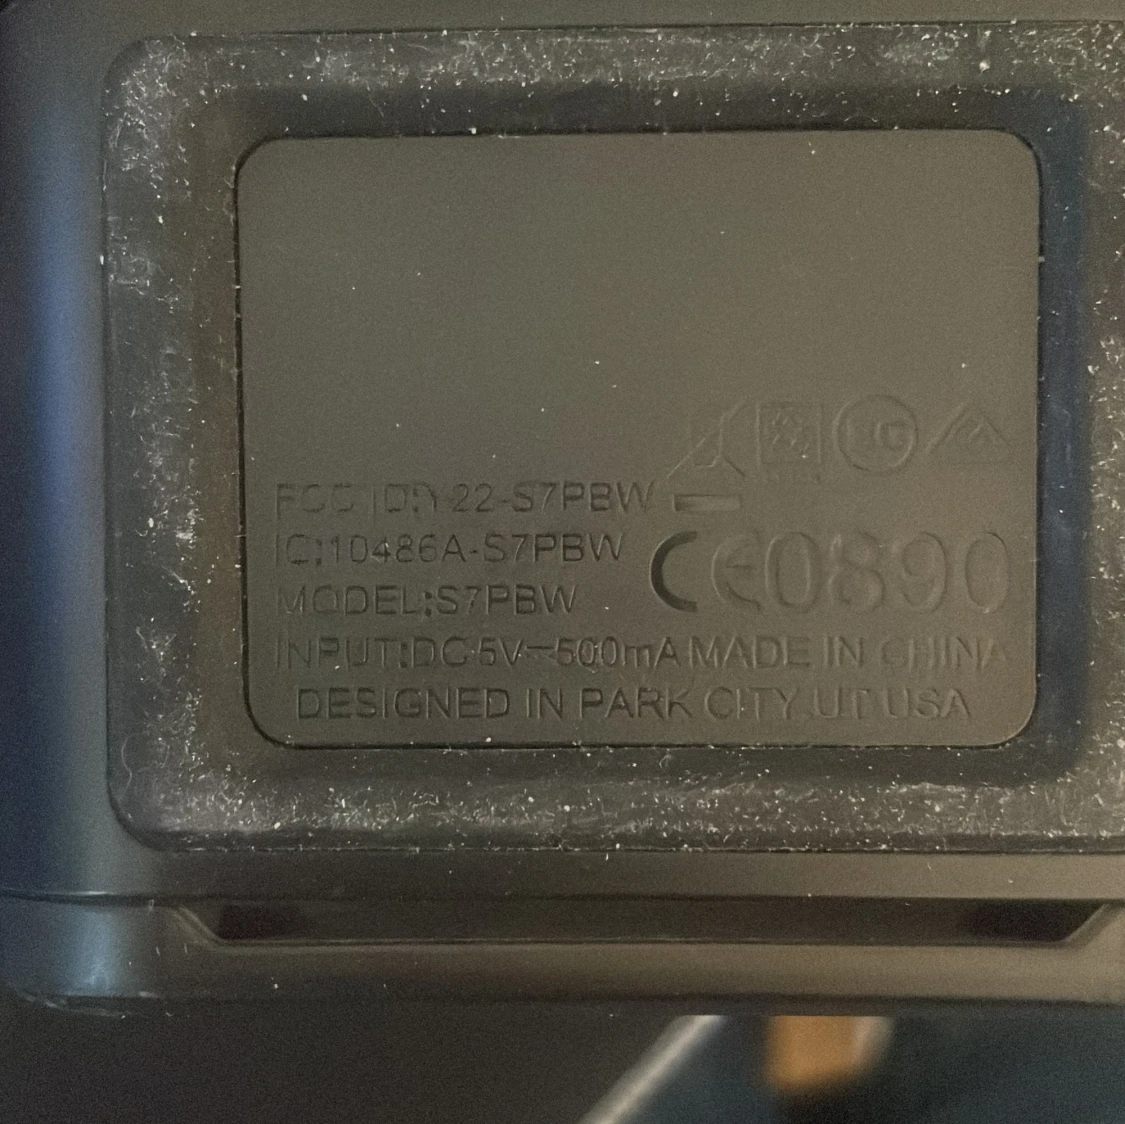 FCC ID:Y22-S7PBW
IC:10486A-S7PBW
MODEL:S7PBW
CE0890
INPUT:DC 5V⎓500mA MADE IN CHINA
DESIGNED IN PARK CITY.UT USA